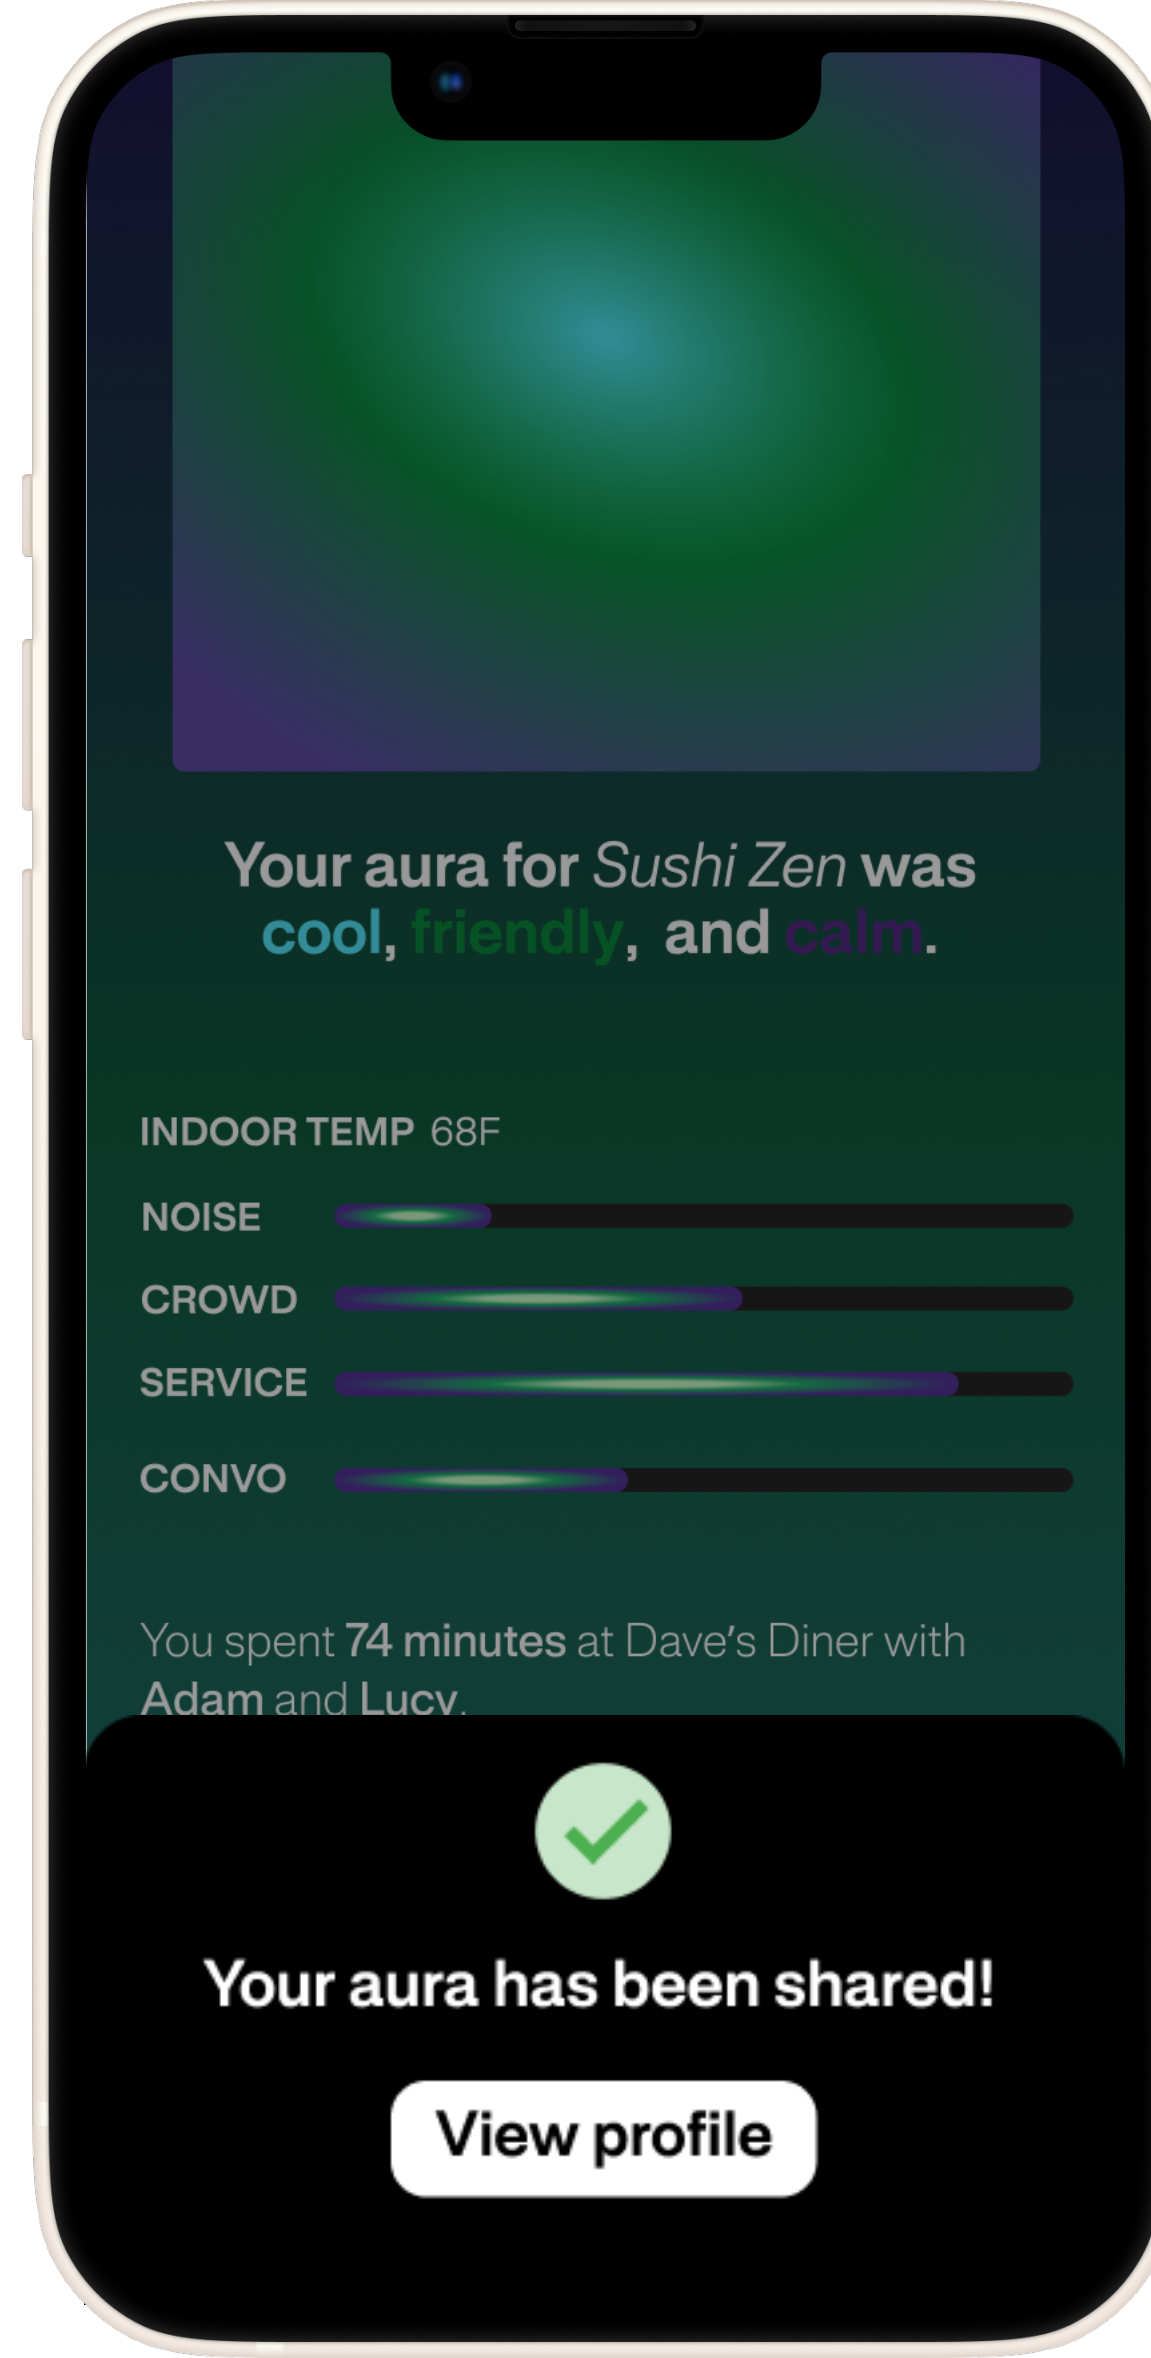 Your aura for Sushi Zen was
cool, friendly, and calm.
INDOOR TEMP 68F
NOISE
CROWD
SERVICE
CONVO
You spent 74 minutes at Dave's Diner with
Adam and Lucy.
Your aura has been shared!
View profile